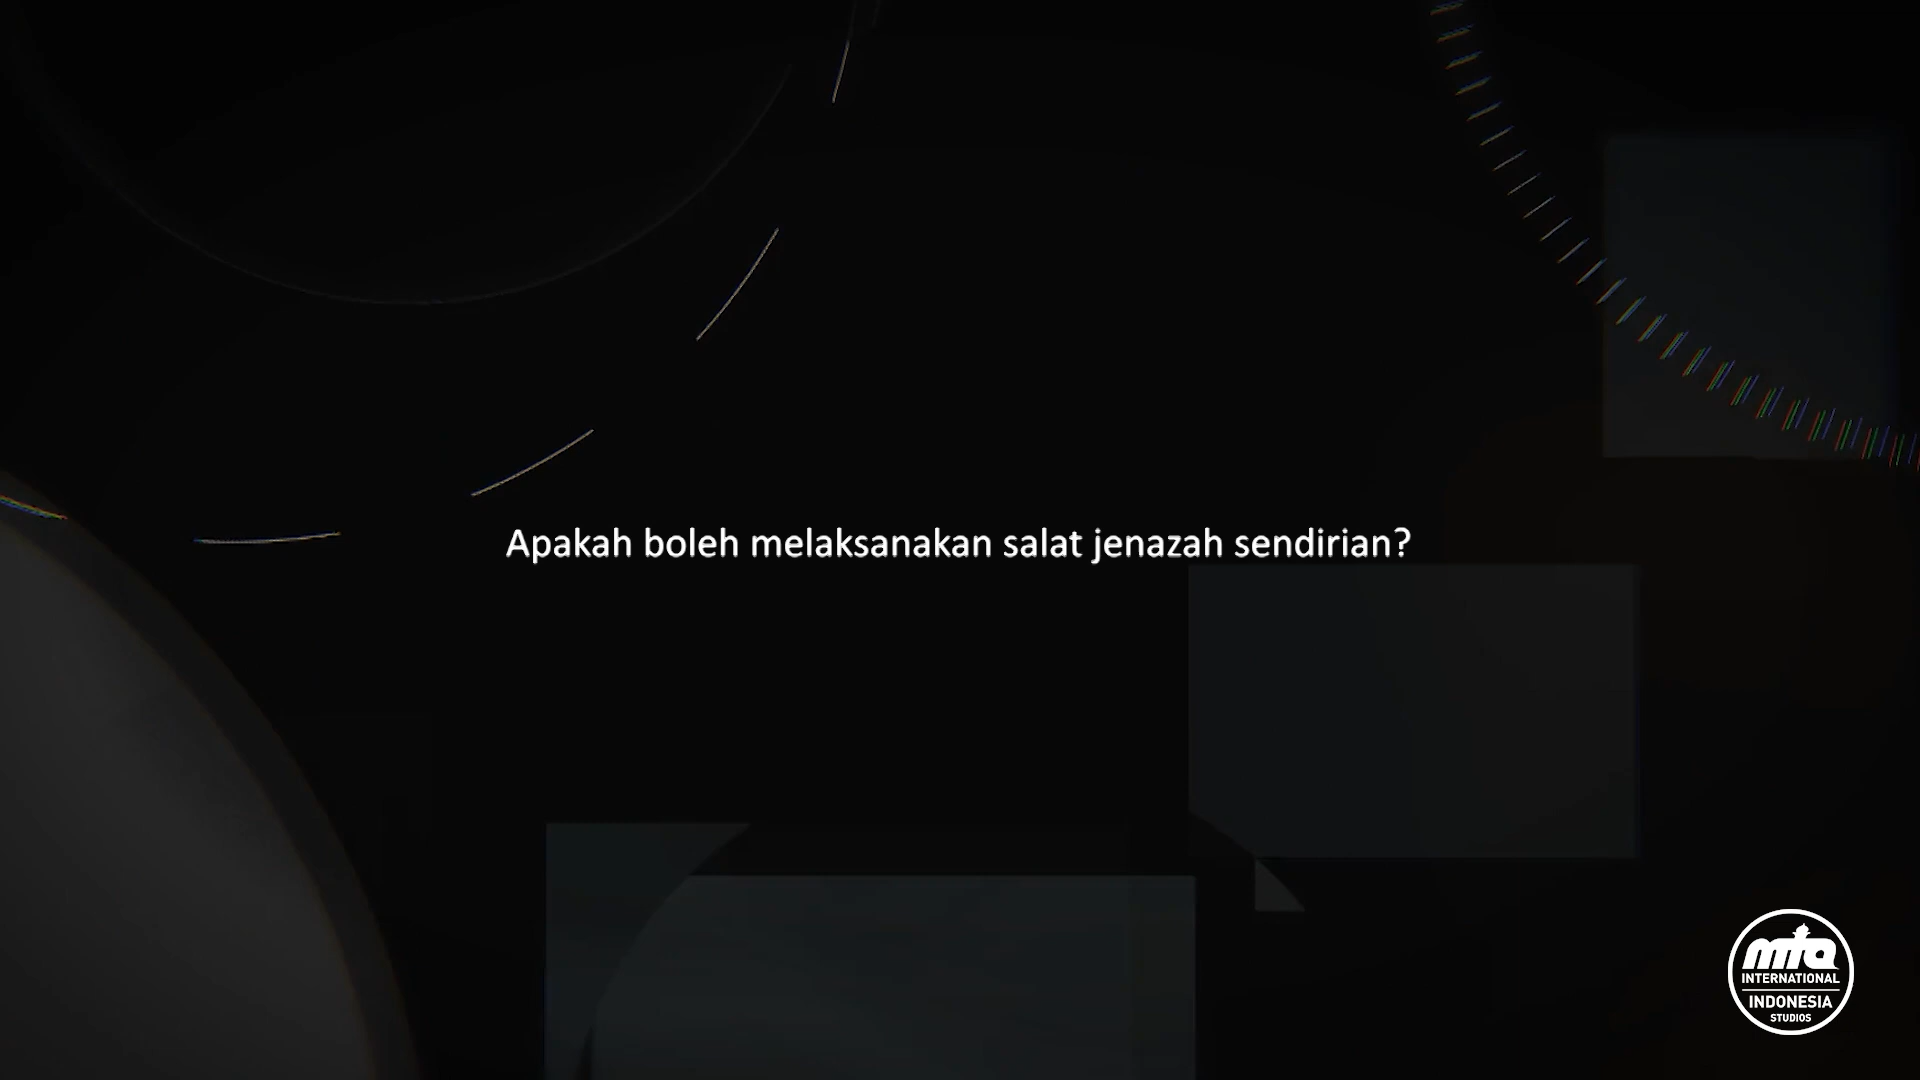 Apakah boleh melaksanakan salat jenazah sendirian?
mta
INTERNATIONAL
INDONESIA
STUDIOS